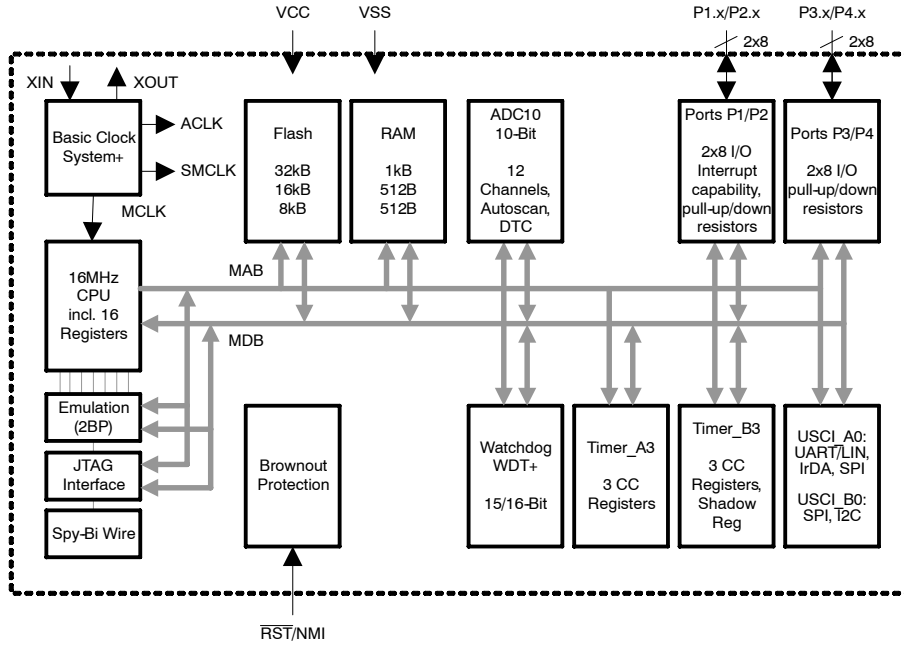 VCC
VSS
P1.x/P2.x
P3.x/P4.x
2x8
2x8
XIN
XOUT
Basic Clock
System+
ACLK
SMCLK
MCLK
Flash
32kB
16kB
8kB
RAM
1kB
512B
512B
ADC10
10-Bit
12
Channels,
Autoscan,
DTC
Ports P1/P2
2x8 I/O
Interrupt
capability,
pull-up/down
resistors
Ports P3/P4
2x8 I/O
pull-up/down
resistors
16MHz
CPU
incl. 16
Registers
MAB
MDB
Emulation
(2BP)
JTAG
Interface
Spy-Bi Wire
Brownout
Protection
Watchdog
WDT+
15/16-Bit
Timer_A3
3 CC
Registers
Timer_B3
3 CC
Registers,
Shadow
Reg
USCI_A0:
UART/LIN,
IrDA, SPI
USCI_B0:
SPI, I2C
RST/NMI